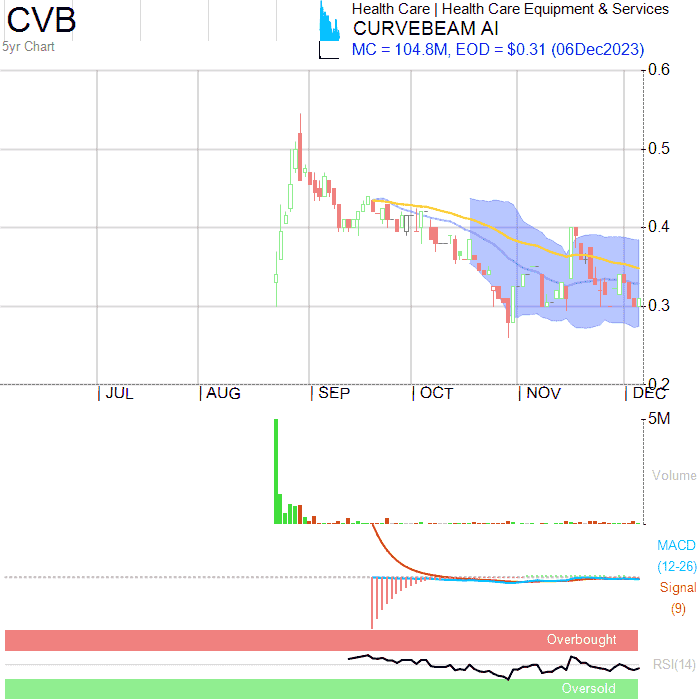 CVB
Health Care | Health Care Equipment & Services
5yr Chart
CURVEBEAM AI
MC = 104.8M, EOD = $0.31 (06Dec2023)
0.6
0.5
0.4
0.3
0.2
JUL
AUG
SEP
OCT
NOV
DEC
5M
Volume
MACD
(12-26)
Signal
(9)
Overbought
RSI(14)
Oversold